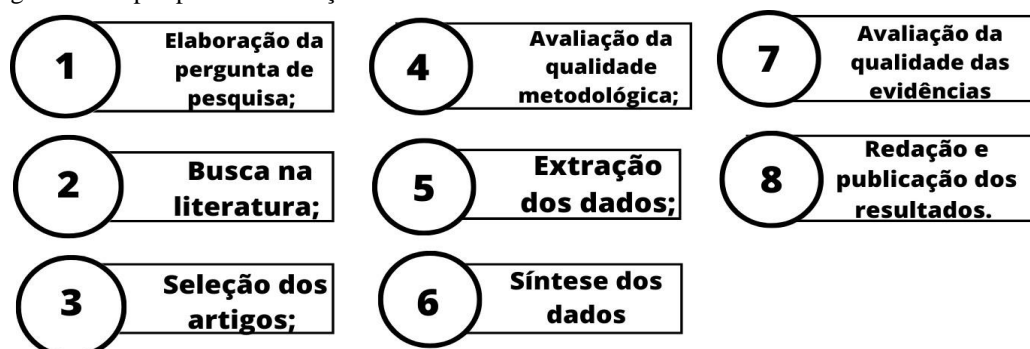 1
Elaboração da
pergunta de
pesquisa;
2
Busca na
literatura;
3
Seleção dos
artigos;
4
Avaliação da
qualidade
metodológica;
5
Extração
dos dados;
6
Síntese dos
dados
7
Avaliação da
qualidade das
evidências
8
Redação e
publicação dos
resultados.